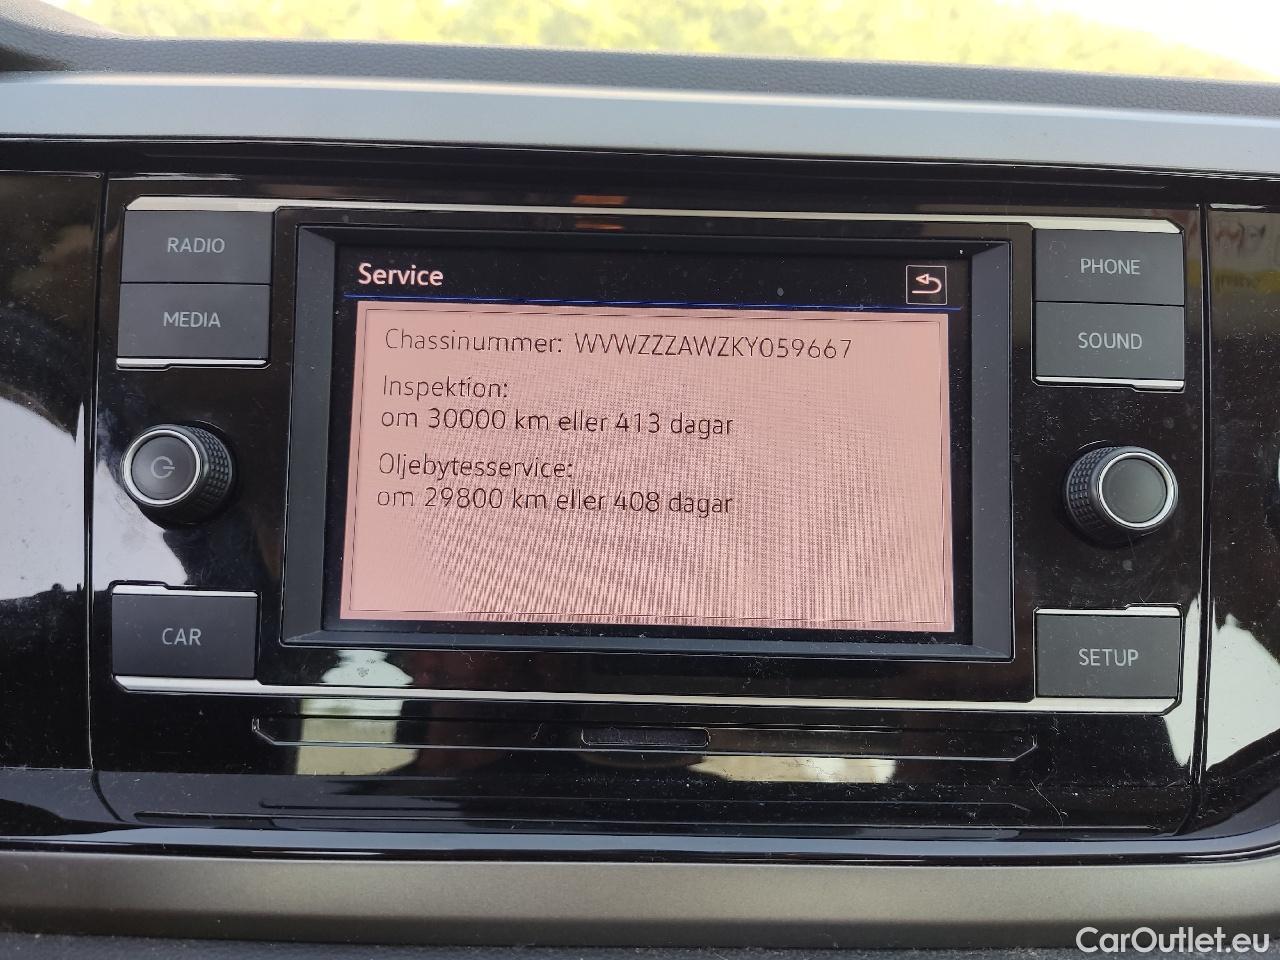 RADIO
MEDIA
CAR
Service
Chassinummer: WVWZZZAWZKY059667
Inspektion:
om 30000 km eller 413 dagar
Oljebytesservice:
om 29800 km eller 408 dagar
PHONE
SOUND
SETUP
CarOutlet.eu